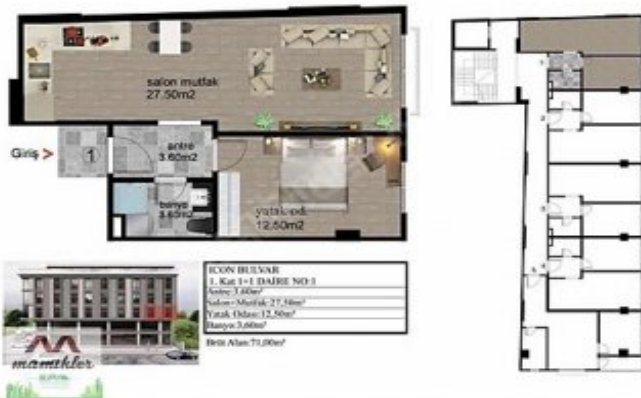 salon mutfak
27.50m2
Giriş >
1
antre
3.60m2
banyo
3.60m2
yatak od.
12.50m2
ICON BULVAR
1. Kat 1+1 DAİRE NO:1
Antre:3,60m²
Salon+Mutfak:27,50m²
Yatak Odası:12,50m²
Banyo:3,60m²
Brüt Alan:71,00m²
mamikler